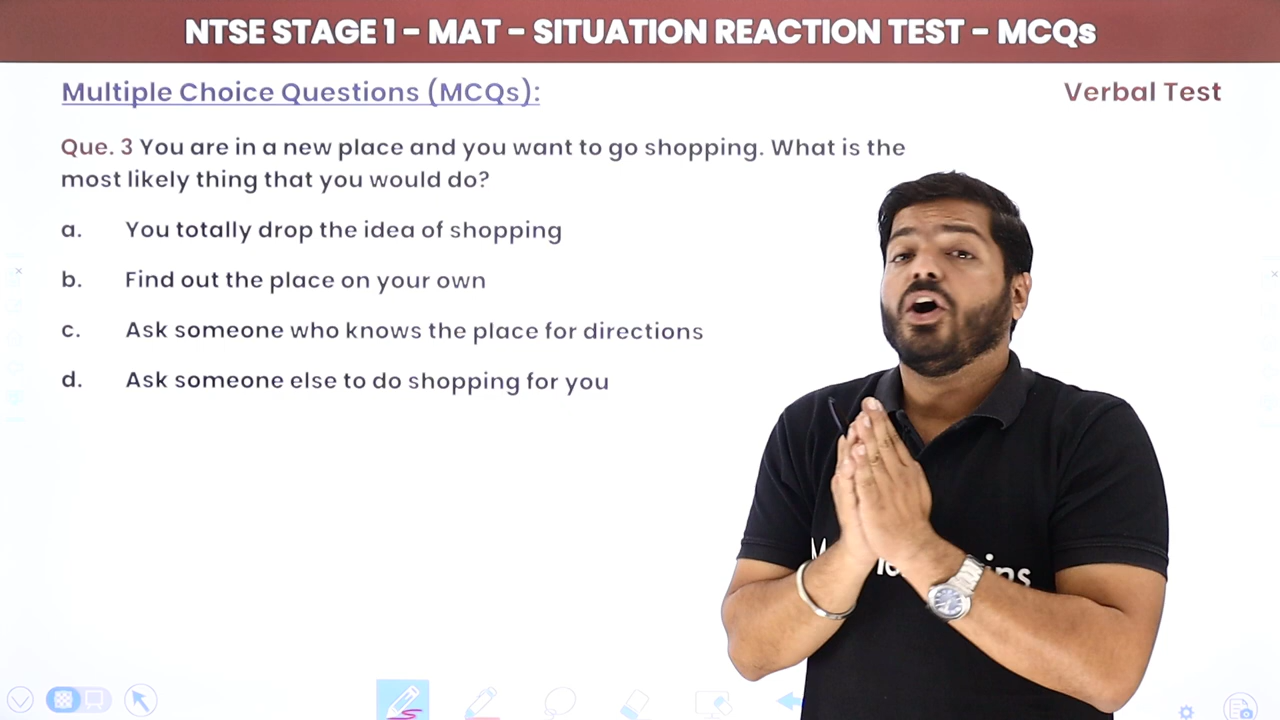 NTSE STAGE 1 – MAT – SITUATION REACTION TEST – MCQs
Multiple Choice Questions (MCQs):
Verbal Test
Que. 3 You are in a new place and you want to go shopping. What is the
most likely thing that you would do?
a. You totally drop the idea of shopping
b. Find out the place on your own
c. Ask someone who knows the place for directions
d. Ask someone else to do shopping for you